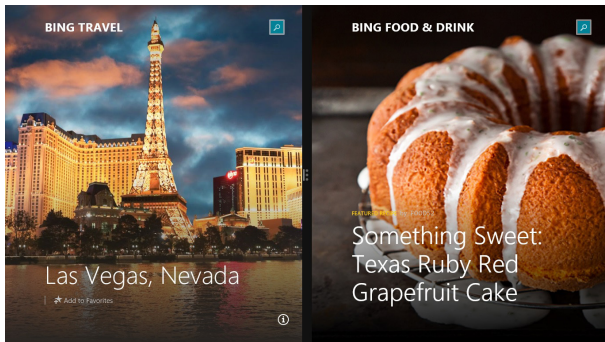 BING TRAVEL
Las Vegas, Nevada
Add to Favorites
BING FOOD & DRINK
Something Sweet:
Texas Ruby Red
Grapefruit Cake